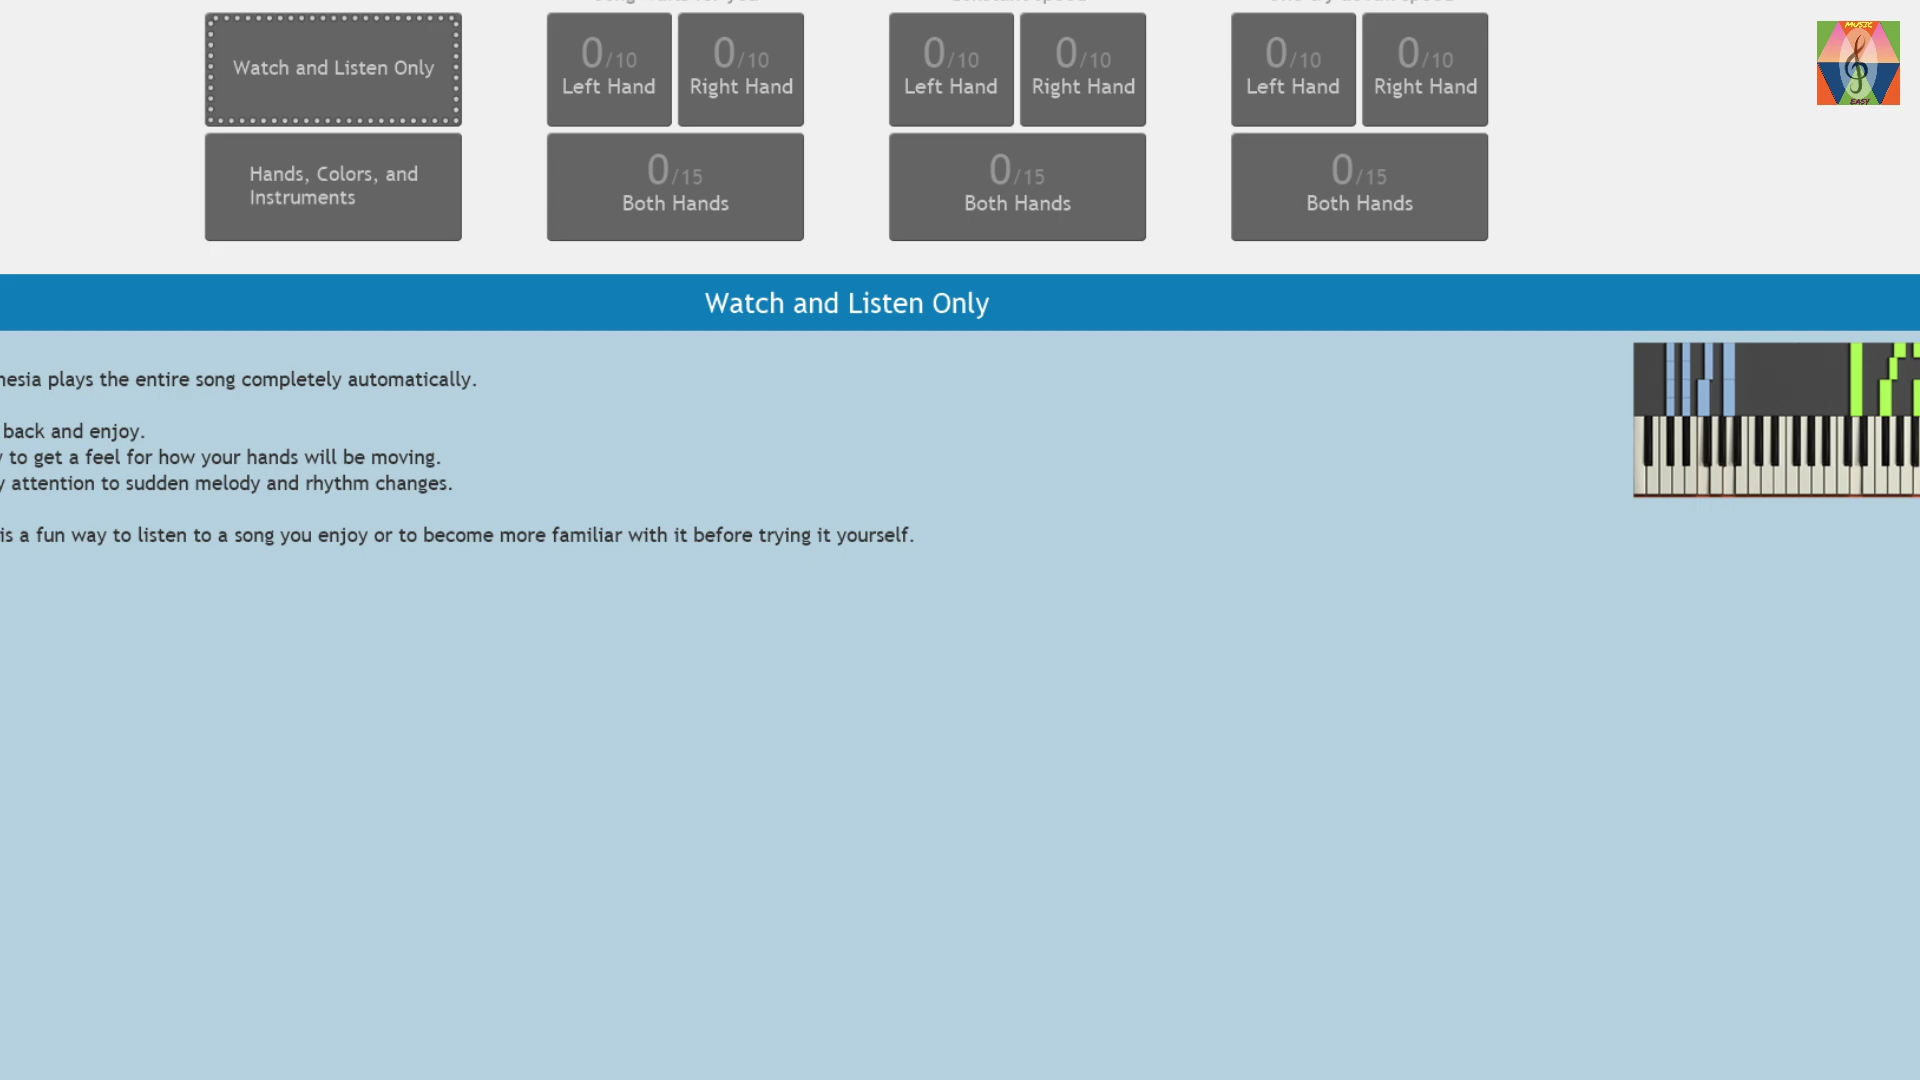 Watch and Listen Only
0/10
Left Hand
0/10
Right Hand
0/10
Left Hand
0/10
Right Hand
0/10
Left Hand
0/10
Right Hand
Hands, Colors, and
Instruments
0/15
Both Hands
0/15
Both Hands
0/15
Both Hands
MUSIC
EASY
Watch and Listen Only
nesia plays the entire song completely automatically.
back and enjoy.
to get a feel for how your hands will be moving.
attention to sudden melody and rhythm changes.
is a fun way to listen to a song you enjoy or to become more familiar with it before trying it yourself.